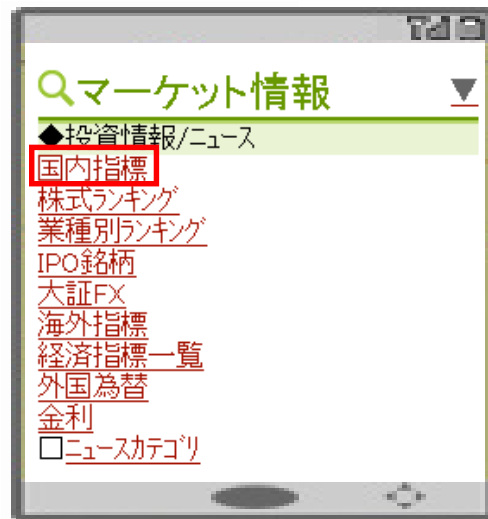 マーケット情報 ▼
◆投資情報/ニュース
国内指標
株式ランキング
業種別ランキング
IPO銘柄
大証FX
海外指標
経済指標一覧
外国為替
金利
□ニュースカテゴリ